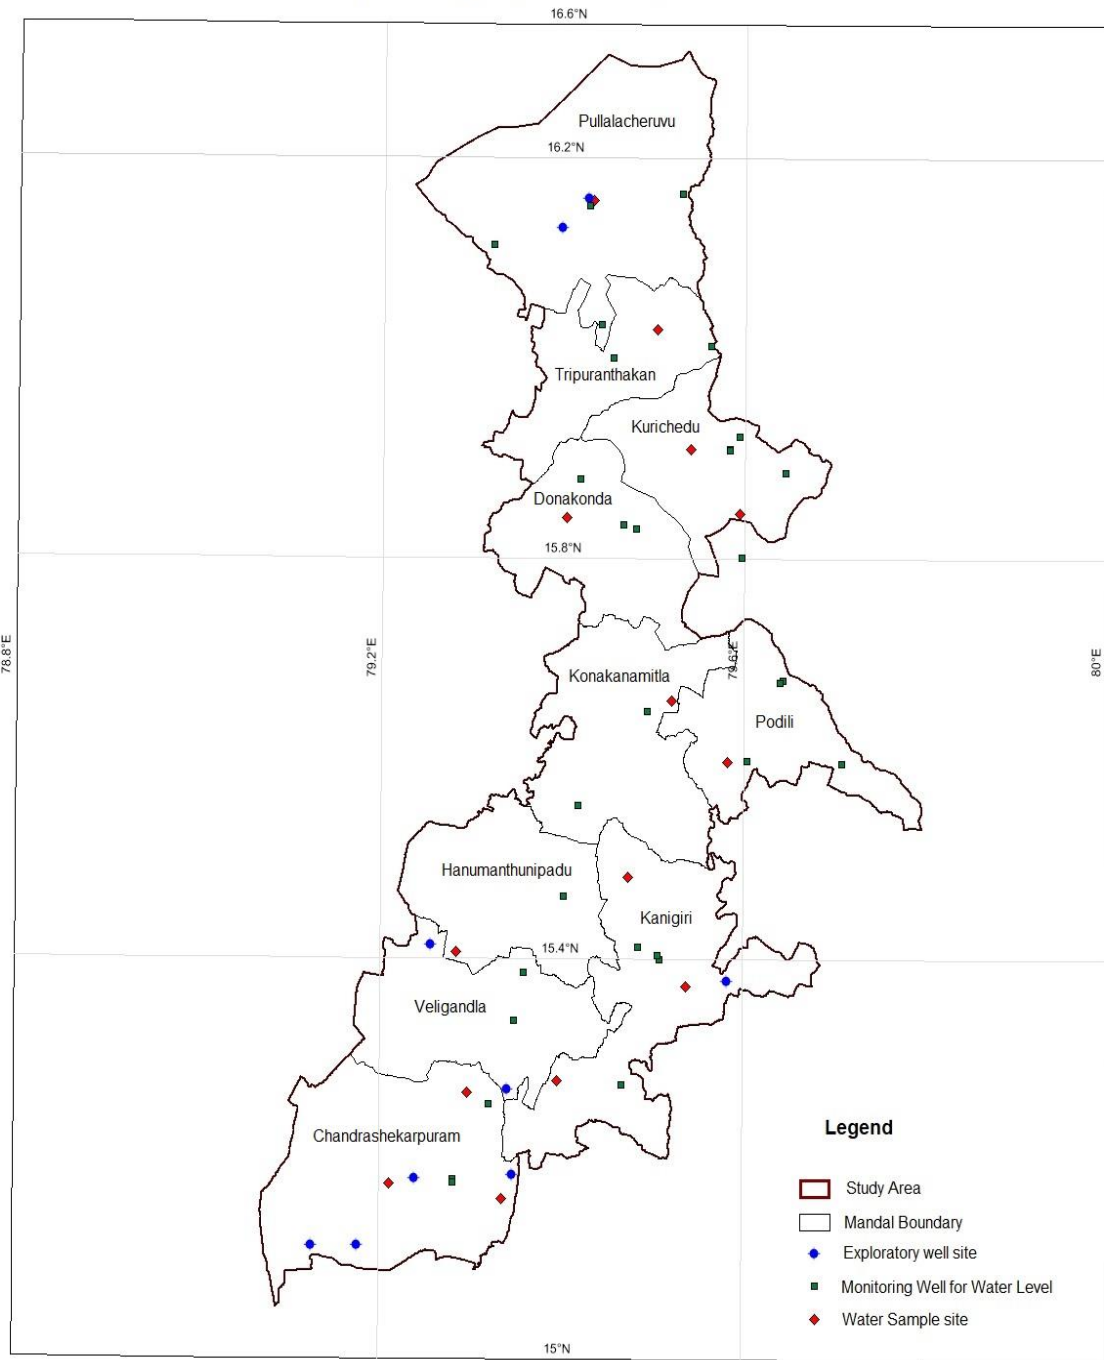 16.6°N
Pullalacheruvu
16.2°N
Tripuranthakan
Kurichedu
Donakonda
15.8°N
78.8°E
79.2°E
79.6°E
80°E
Konakanamitla
Podili
Hanumanthunipadu
Kanigiri
15.4°N
Veligandla
Chandrashekarpuram
Legend
Study Area
Mandal Boundary
Exploratory well site
Monitoring Well for Water Level
Water Sample site
15°N